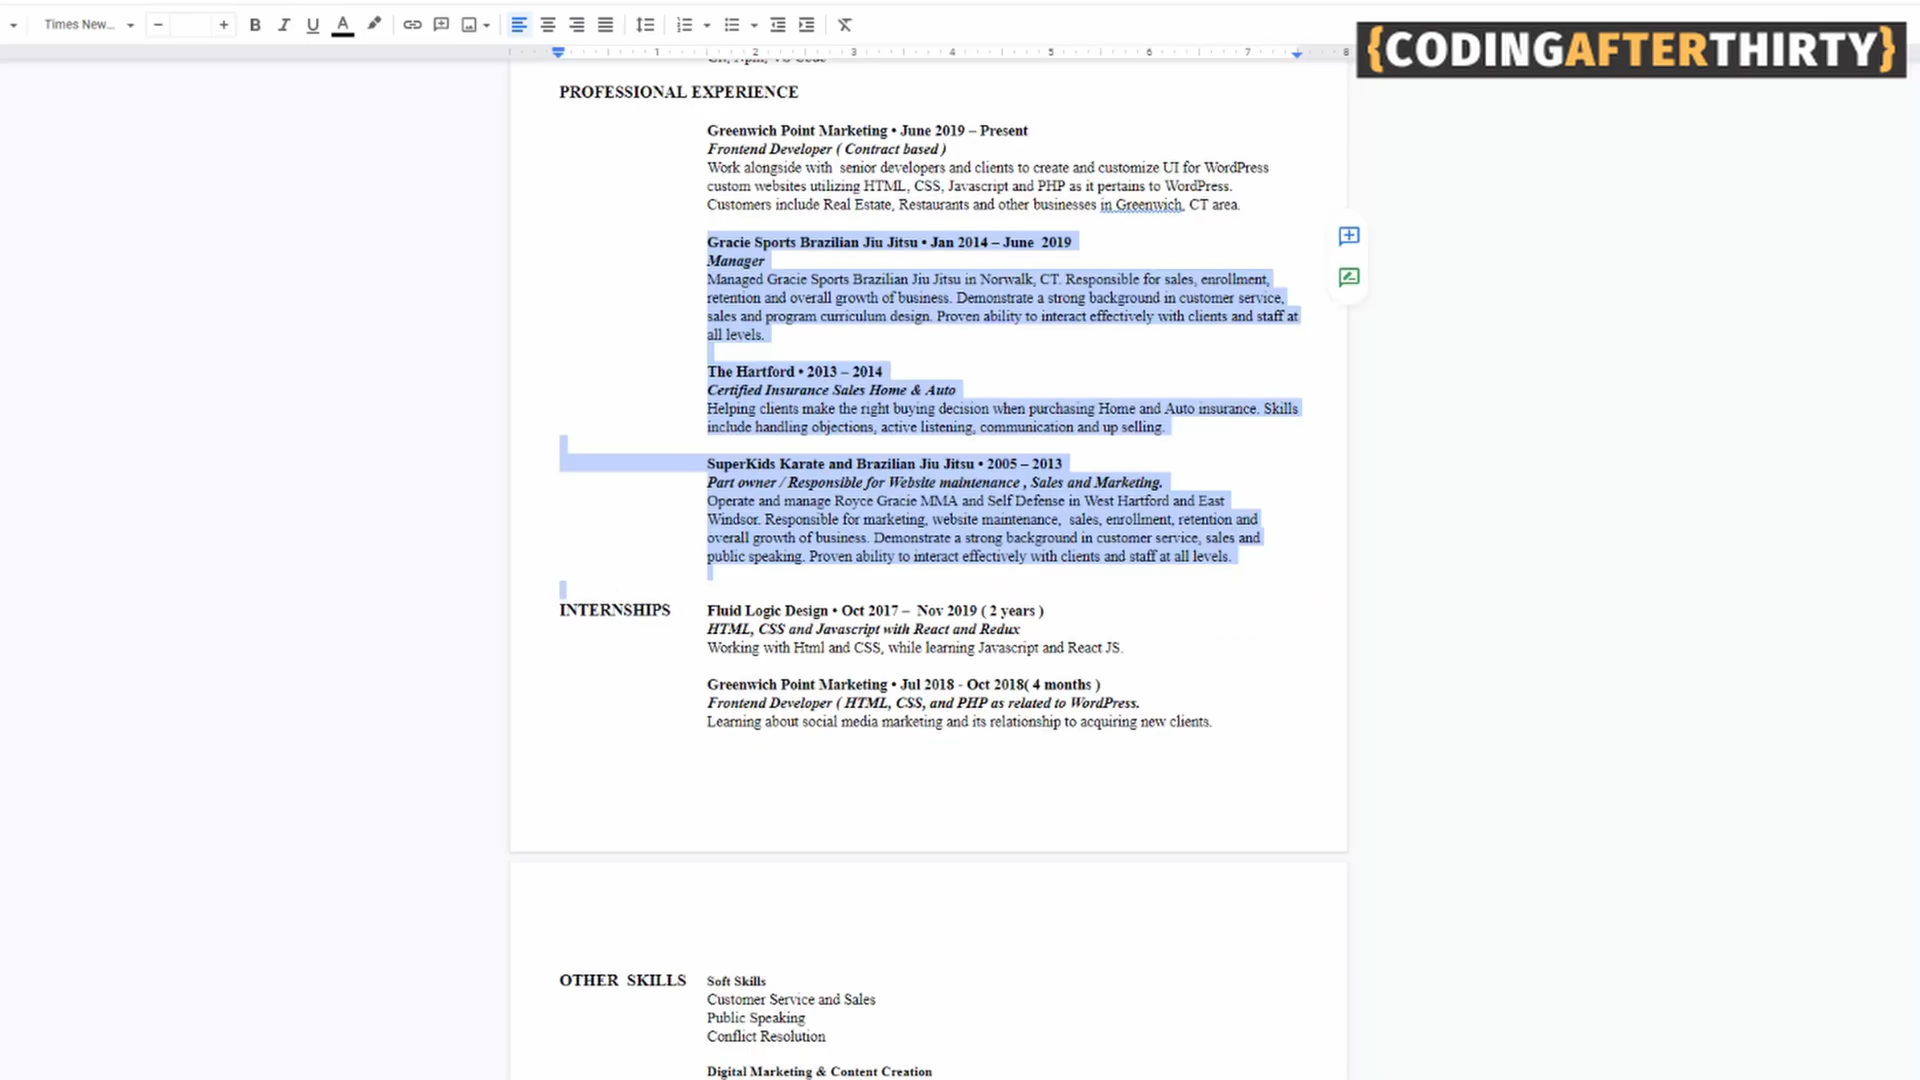 Times New...
B I U A
1 2 3 4 5 6 7 8
{CODINGAFTERTHIRTY}
PROFESSIONAL EXPERIENCE
Greenwich Point Marketing • June 2019 – Present
Frontend Developer ( Contract based )
Work alongside with  senior developers and clients to create and customize UI for WordPress
custom websites utilizing HTML, CSS, Javascript and PHP as it pertains to WordPress.
Customers include Real Estate, Restaurants and other businesses in Greenwich, CT area.
Gracie Sports Brazilian Jiu Jitsu • Jan 2014 – June  2019
Manager
Managed Gracie Sports Brazilian Jiu Jitsu in Norwalk, CT. Responsible for sales, enrollment,
retention and overall growth of business. Demonstrate a strong background in customer service,
sales and program curriculum design. Proven ability to interact effectively with clients and staff at
all levels.
The Hartford • 2013 – 2014
Certified Insurance Sales Home & Auto
Helping clients make the right buying decision when purchasing Home and Auto insurance. Skills
include handling objections, active listening, communication and up selling.
SuperKids Karate and Brazilian Jiu Jitsu • 2005 – 2013
Part owner / Responsible for Website maintenance , Sales and Marketing.
Operate and manage Royce Gracie MMA and Self Defense in West Hartford and East
Windsor. Responsible for marketing, website maintenance,  sales, enrollment, retention and
overall growth of business. Demonstrate a strong background in customer service, sales and
public speaking. Proven ability to interact effectively with clients and staff at all levels.
INTERNSHIPS
Fluid Logic Design • Oct 2017 –  Nov 2019 ( 2 years )
HTML, CSS and Javascript with React and Redux
Working with Html and CSS, while learning Javascript and React JS.
Greenwich Point Marketing • Jul 2018 - Oct 2018( 4 months )
Frontend Developer ( HTML, CSS, and PHP as related to WordPress.
Learning about social media marketing and its relationship to acquiring new clients.
OTHER  SKILLS
Soft Skills
Customer Service and Sales
Public Speaking
Conflict Resolution
Digital Marketing & Content Creation